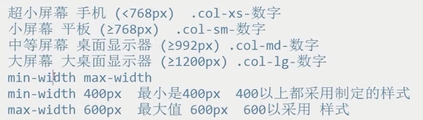 超小屏幕 手机 (<768px) .col-xs-数字
小屏幕 平板 (≥768px) .col-sm-数字
中等屏幕 桌面显示器 (≥992px) .col-md-数字
大屏幕 大桌面显示器 (≥1200px) .col-lg-数字
min-width max-width
min-width 400px 最小是400px 400以上都采用制定的样式
max-width 600px 最大值 600px 600以采用 样式